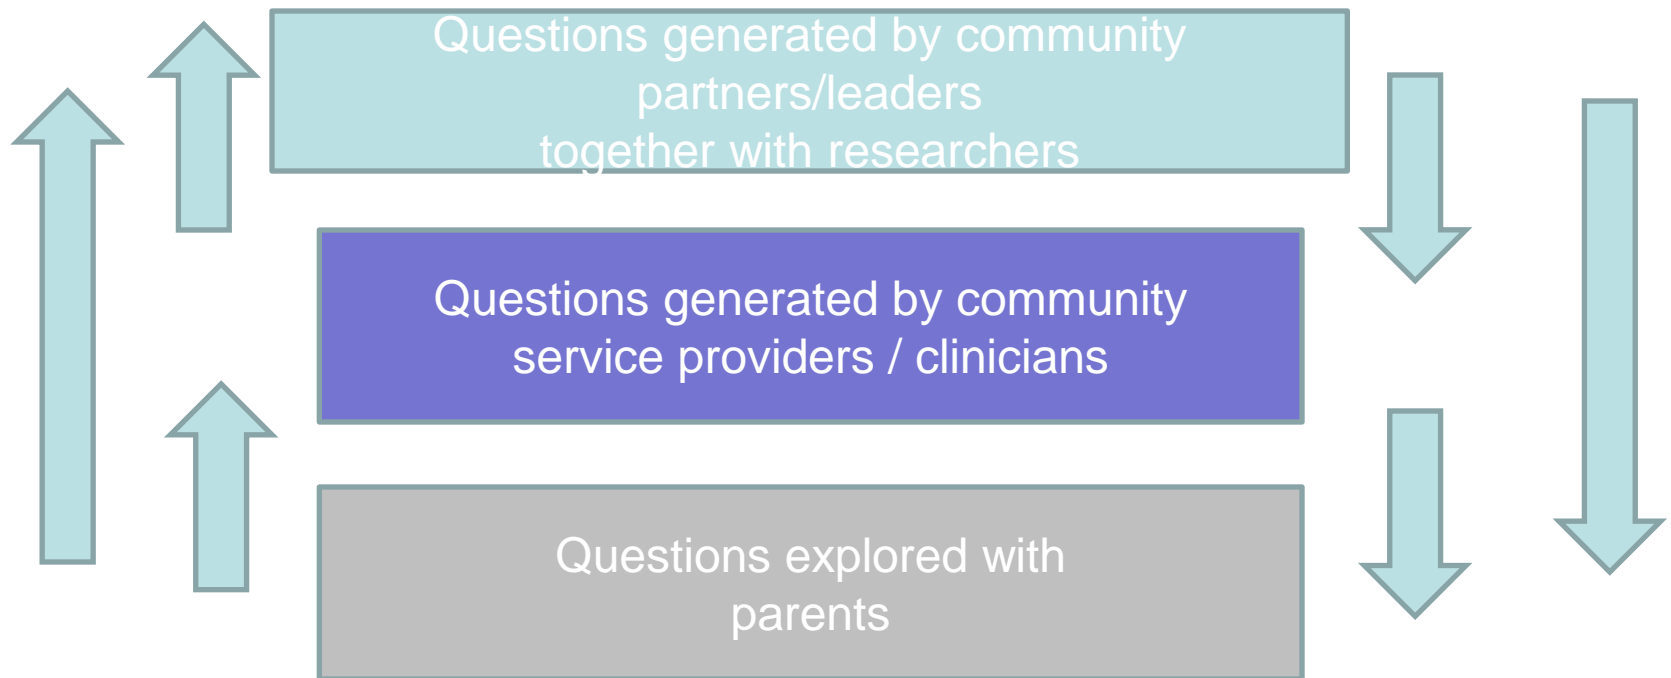 Questions generated by community
partners/leaders
together with researchers
Questions generated by community
service providers / clinicians
Questions explored with
parents